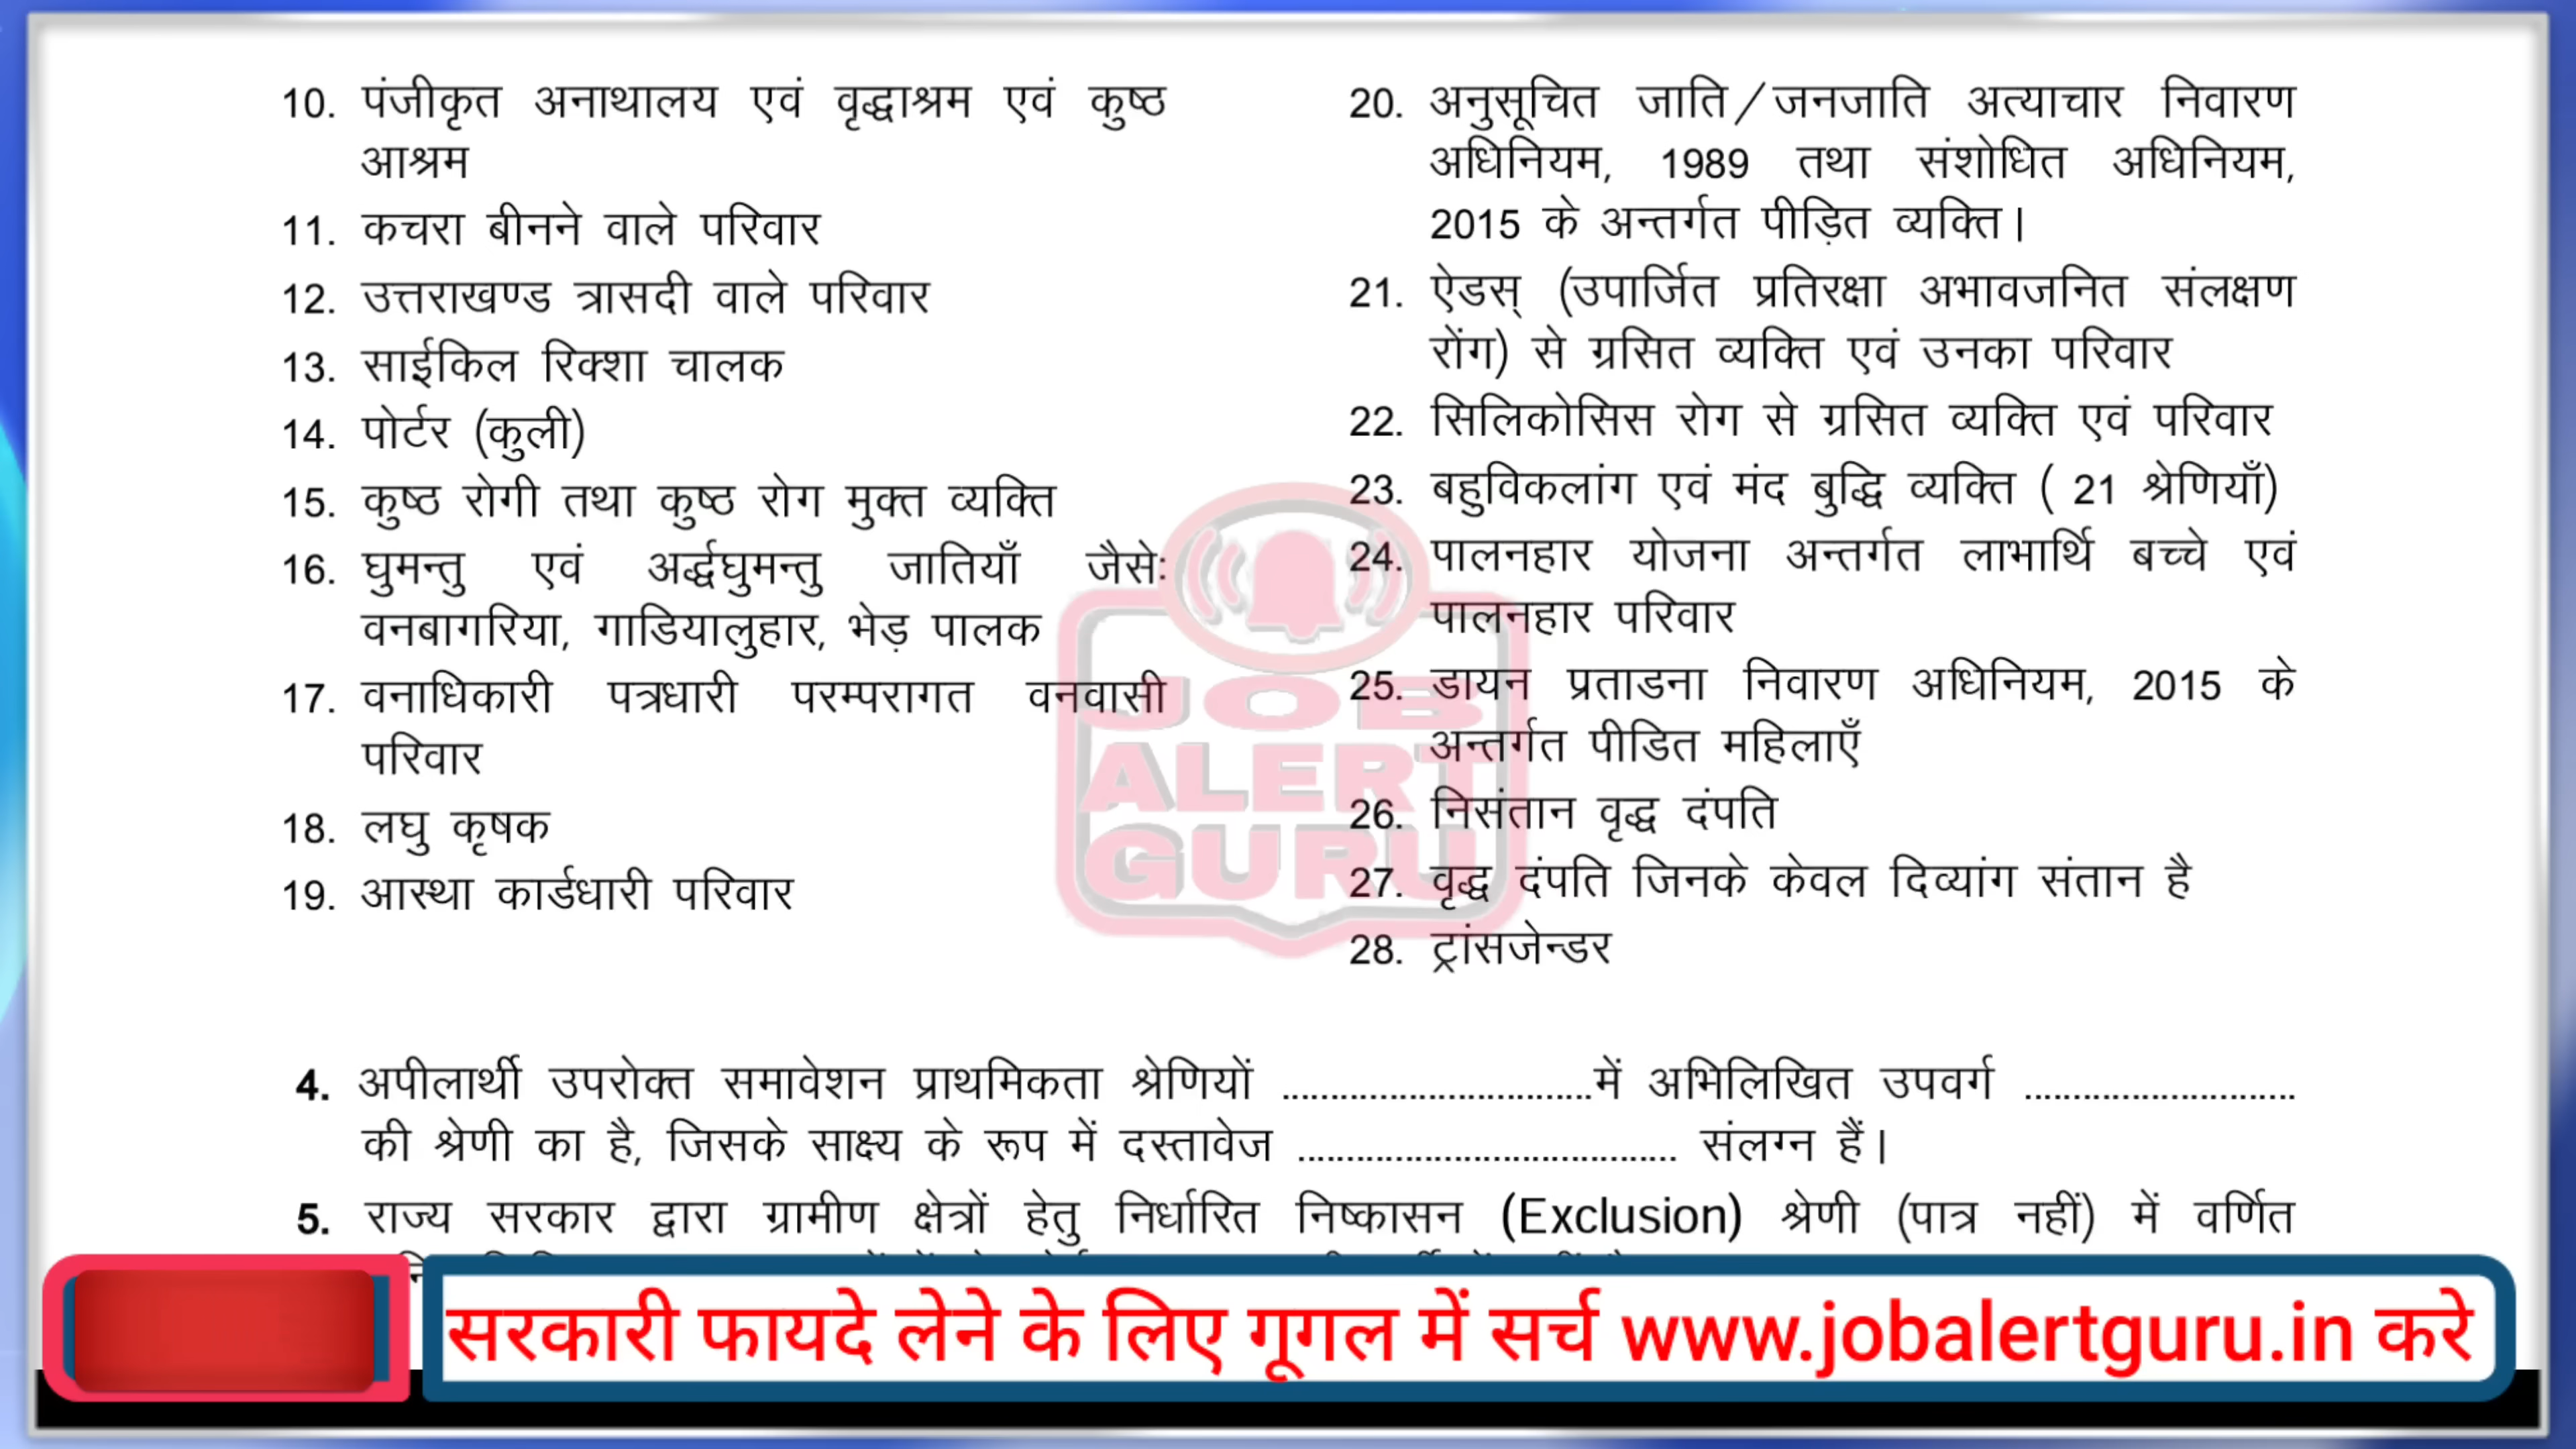 10. पंजीकृत अनाथालय एवं वृद्धाश्रम एवं कुष्ठ
आश्रम
11. कचरा बीनने वाले परिवार
12. उत्तराखण्ड त्रासदी वाले परिवार
13. साईकिल रिक्शा चालक
14. पोर्टर (कुली)
15. कुष्ठ रोगी तथा कुष्ठ रोग मुक्त व्यक्ति
16. घुमन्तु एवं अर्द्धघुमन्तु जातियाँ जैसे:
वनबागरिया, गाडियालुहार, भेड़ पालक
17. वनाधिकारी पत्रधारी परम्परागत वनवासी
परिवार
18. लघु कृषक
19. आस्था कार्डधारी परिवार
20. अनुसूचित जाति/जनजाति अत्याचार निवारण
अधिनियम, 1989 तथा संशोधित अधिनियम,
2015 के अन्तर्गत पीड़ित व्यक्ति।
21. ऐडस् (उपार्जित प्रतिरक्षा अभावजनित संलक्षण
रोंग) से ग्रसित व्यक्ति एवं उनका परिवार
22. सिलिकोसिस रोग से ग्रसित व्यक्ति एवं परिवार
23. बहुविकलांग एवं मंद बुद्धि व्यक्ति ( 21 श्रेणियाँ)
24. पालनहार योजना अन्तर्गत लाभार्थि बच्चे एवं
पालनहार परिवार
25. डायन प्रताडना निवारण अधिनियम, 2015 के
अन्तर्गत पीडित महिलाएँ
26. निसंतान वृद्ध दंपति
27. वृद्ध दंपति जिनके केवल दिव्यांग संतान है
28. ट्रांसजेन्डर
JOB
ALERT
GURU
4. अपीलार्थी उपरोक्त समावेशन प्राथमिकता श्रेणियों ................................में अभिलिखित उपवर्ग ............................
की श्रेणी का है, जिसके साक्ष्य के रूप में दस्तावेज ....................................... संलग्न हैं।
5. राज्य सरकार द्वारा ग्रामीण क्षेत्रों हेतु निर्धारित निष्कासन (Exclusion) श्रेणी (पात्र नहीं) में वर्णित
सरकारी फायदे लेने के लिए गूगल में सर्च www.jobalertguru.in करे